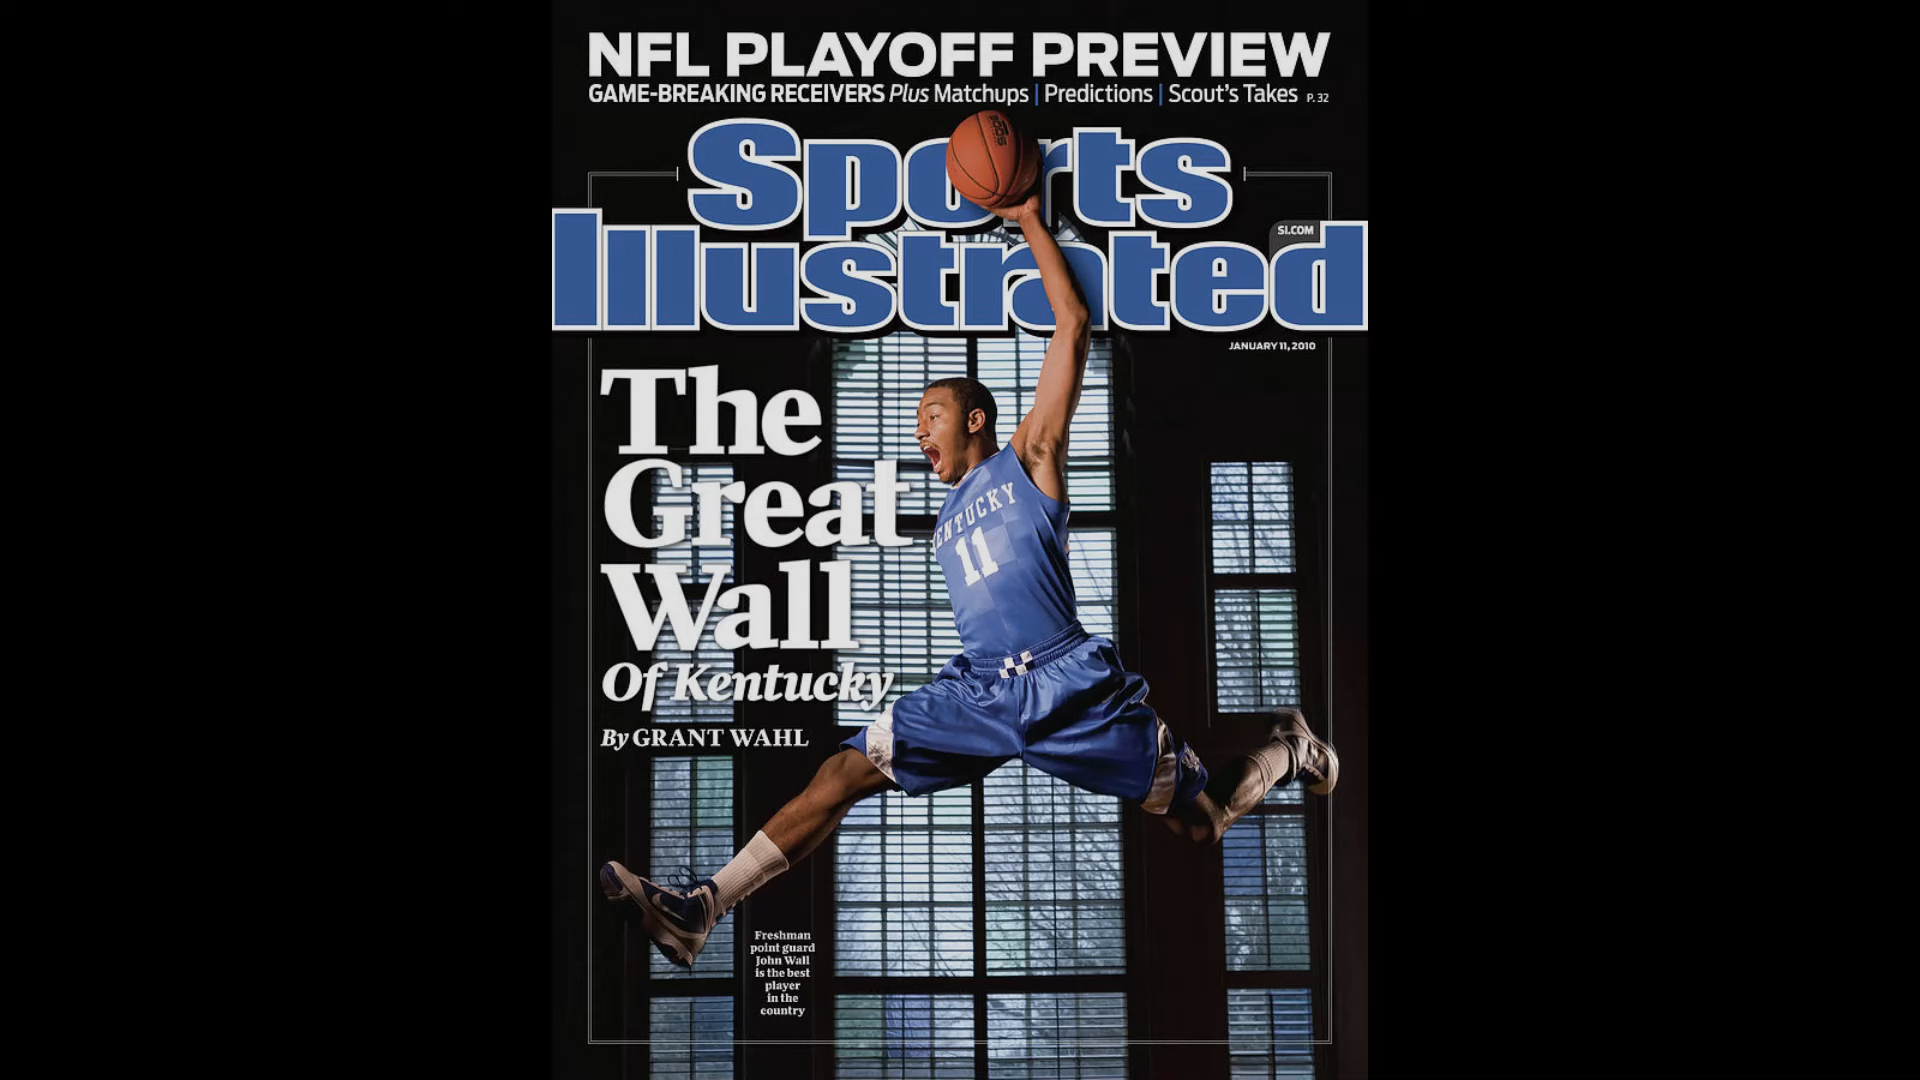 NFL PLAYOFF PREVIEW
GAME-BREAKING RECEIVERS Plus Matchups | Predictions | Scout's Takes P. 32
Sports
Illustrated
SI.COM
JANUARY 11, 2010
The
Great
Wall
Of Kentucky
By GRANT WAHL
KENTUCKY
11
Freshman
point guard
John Wall
is the best
player
in the
country